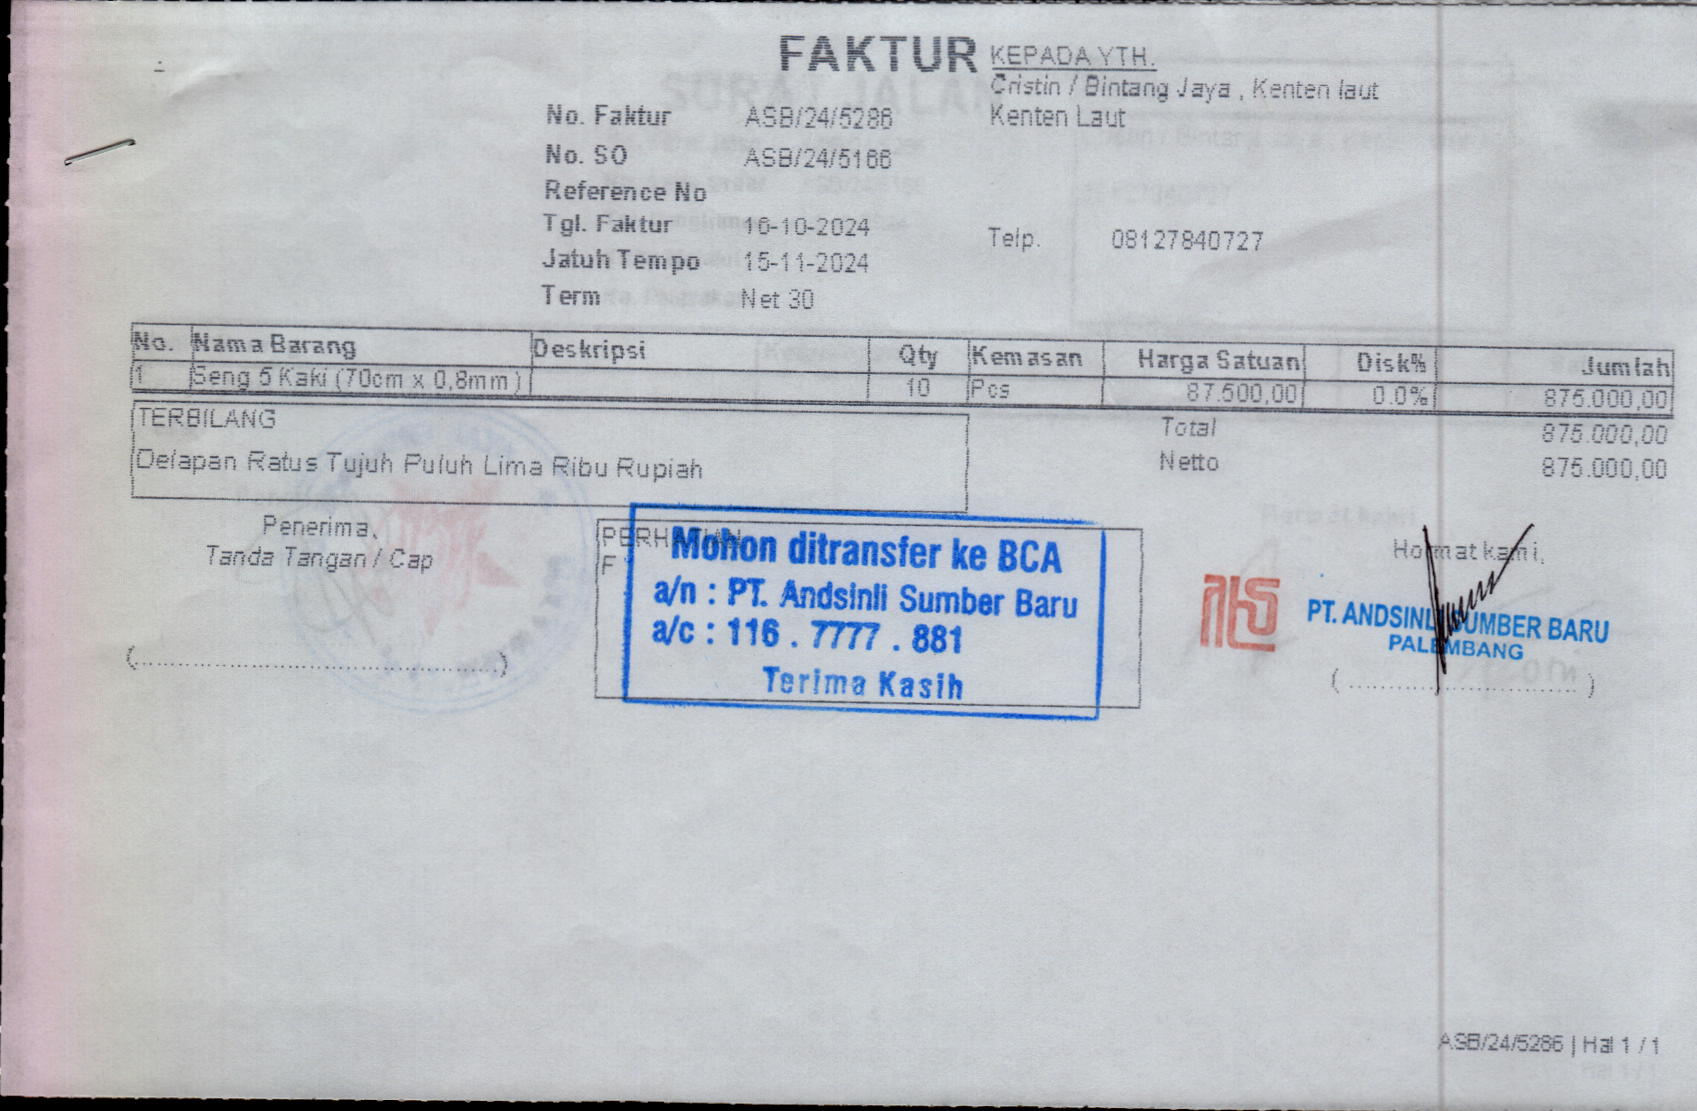 FAKTUR
KEPADA YTH.
Cristin / Bintang Jaya , Kenten laut
Kenten Laut
No. Faktur ASB/24/5286
No. SO ASB/24/5166
Reference No
Tgl. Faktur 16-10-2024
Telp. 08127840727
Jatuh Tempo 15-11-2024
Term Net 30
No. Nama Barang Deskripsi Qty Kemasan Harga Satuan Disk% Jumlah
1 Seng 5 Kaki (70cm x 0,8mm) 10 Pcs 87.500,00 0.0% 875.000,00
TERBILANG
Delapan Ratus Tujuh Puluh Lima Ribu Rupiah
Total 875.000,00
Netto 875.000,00
Penerima,
Tanda Tangan / Cap
(..........................................................)
PERHATIAN
F
Mohon ditransfer ke BCA
a/n : PT. Andsinli Sumber Baru
a/c : 116 . 7777 . 881
Terima Kasih
Hormat kami,
PT. ANDSINLI SUMBER BARU
PALEMBANG
( .................................... )
ASB/24/5286 | Hal 1 / 1